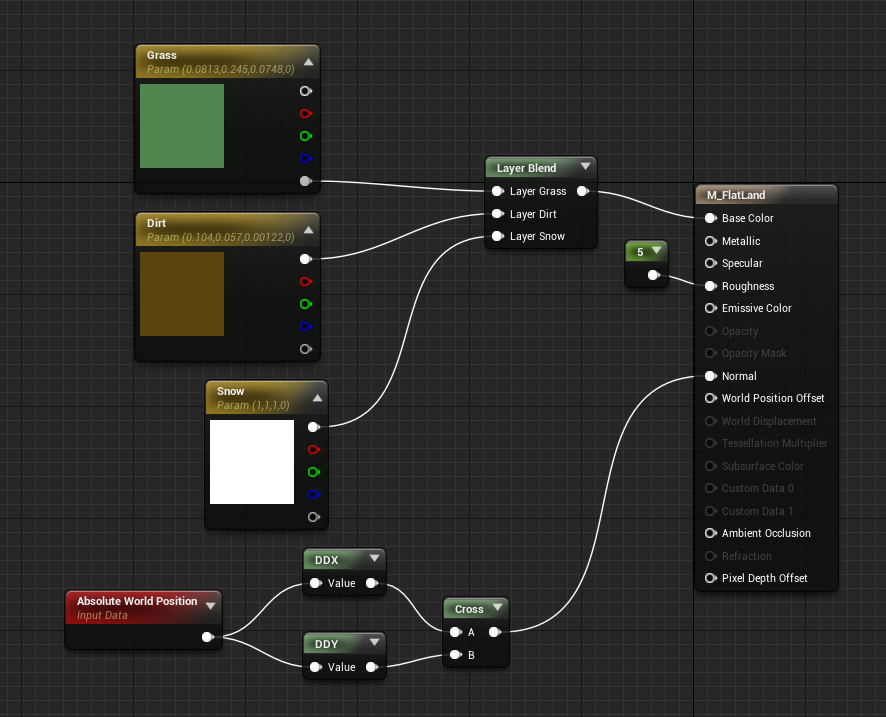 Grass
Param (0.0813,0.245,0.0748,0)
Dirt
Param (0.104,0.057,0.00122,0)
Snow
Param (1,1,1,0)
Layer Blend
Layer Grass
Layer Dirt
Layer Snow
5
M_FlatLand
Base Color
Metallic
Specular
Roughness
Emissive Color
Opacity
Opacity Mask
Normal
World Position Offset
World Displacement
Tessellation Multiplier
Subsurface Color
Custom Data 0
Custom Data 1
Ambient Occlusion
Refraction
Pixel Depth Offset
Absolute World Position
Input Data
DDX
Value
DDY
Value
Cross
A
B